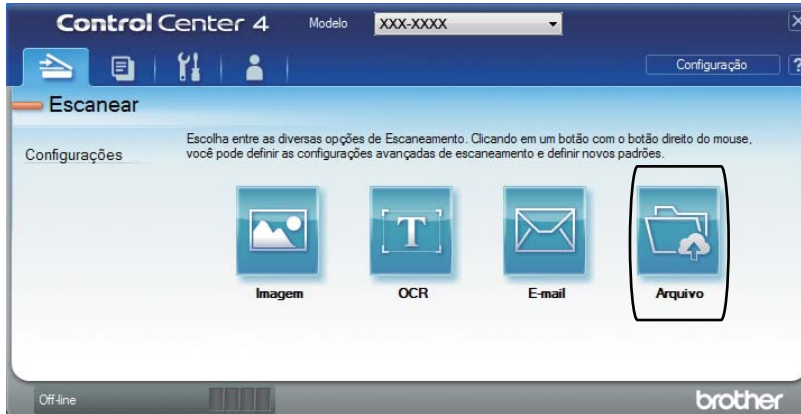 Control Center 4
Modelo
XXX-XXXX
X
Configuração
?
Escanear
Configurações
Escolha entre as diversas opções de Escaneamento. Clicando em um botão com o botão direito do mouse,
você pode definir as configurações avançadas de escaneamento e definir novos padrões.
T
Imagem
OCR
E-mail
Arquivo
Off-line
brother